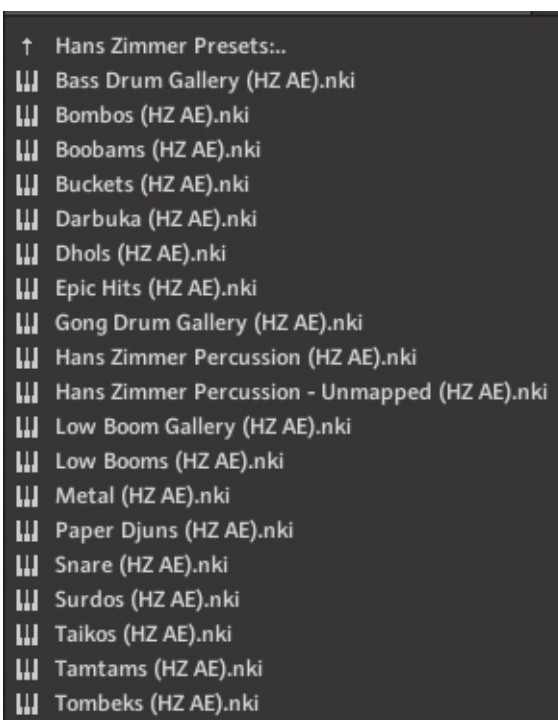 Hans Zimmer Presets:..
Bass Drum Gallery (HZ AE).nki
Bombos (HZ AE).nki
Boobams (HZ AE).nki
Buckets (HZ AE).nki
Darbuka (HZ AE).nki
Dhols (HZ AE).nki
Epic Hits (HZ AE).nki
Gong Drum Gallery (HZ AE).nki
Hans Zimmer Percussion (HZ AE).nki
Hans Zimmer Percussion - Unmapped (HZ AE).nki
Low Boom Gallery (HZ AE).nki
Low Booms (HZ AE).nki
Metal (HZ AE).nki
Paper Djuns (HZ AE).nki
Snare (HZ AE).nki
Surdos (HZ AE).nki
Taikos (HZ AE).nki
Tamtams (HZ AE).nki
Tombeks (HZ AE).nki